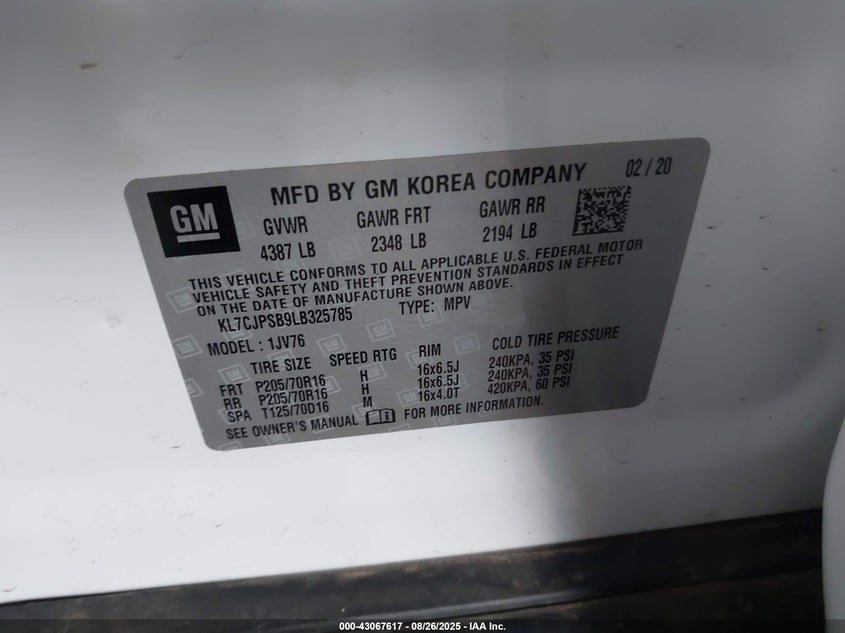 GM
MFD BY GM KOREA COMPANY 02 / 20
GVWR GAWR FRT GAWR RR
4387 LB 2348 LB 2194 LB
THIS VEHICLE CONFORMS TO ALL APPLICABLE U.S. FEDERAL MOTOR
VEHICLE SAFETY AND THEFT PREVENTION STANDARDS IN EFFECT
ON THE DATE OF MANUFACTURE SHOWN ABOVE.
KL7CJPSB9LB325785 TYPE: MPV
MODEL : 1JV76
TIRE SIZE SPEED RTG RIM COLD TIRE PRESSURE
FRT P205/70R16 H 16x6.5J 240KPA, 35 PSI
RR P205/70R16 H 16x6.5J 240KPA, 35 PSI
SPA T125/70D16 M 16x4.0T 420KPA, 60 PSI
SEE OWNER'S MANUAL FOR MORE INFORMATION.
000-43067617 - 08/26/2025 - IAA Inc.